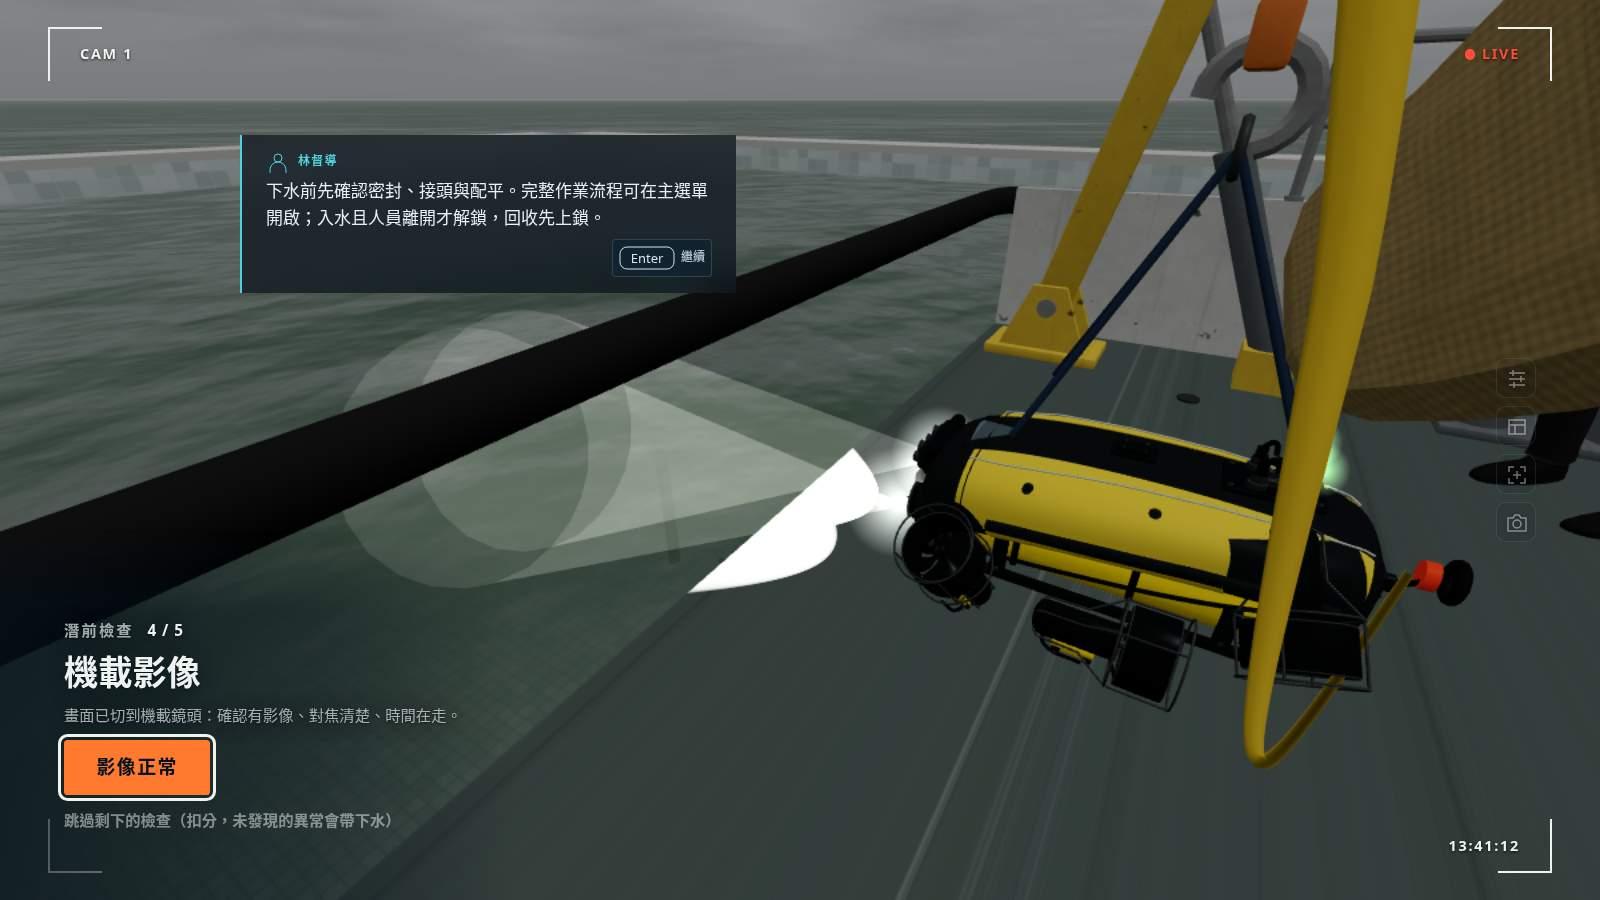 CAM 1
LIVE
林督導
下水前先確認密封、接頭與配平。完整作業流程可在主選單
開啟；入水且人員離開才解鎖，回收先上鎖。
Enter 繼續
潛前檢查 4 / 5
機載影像
畫面已切到機載鏡頭：確認有影像、對焦清楚、時間在走。
影像正常
跳過剩下的檢查（扣分，未發現的異常會帶下水）
13:41:12